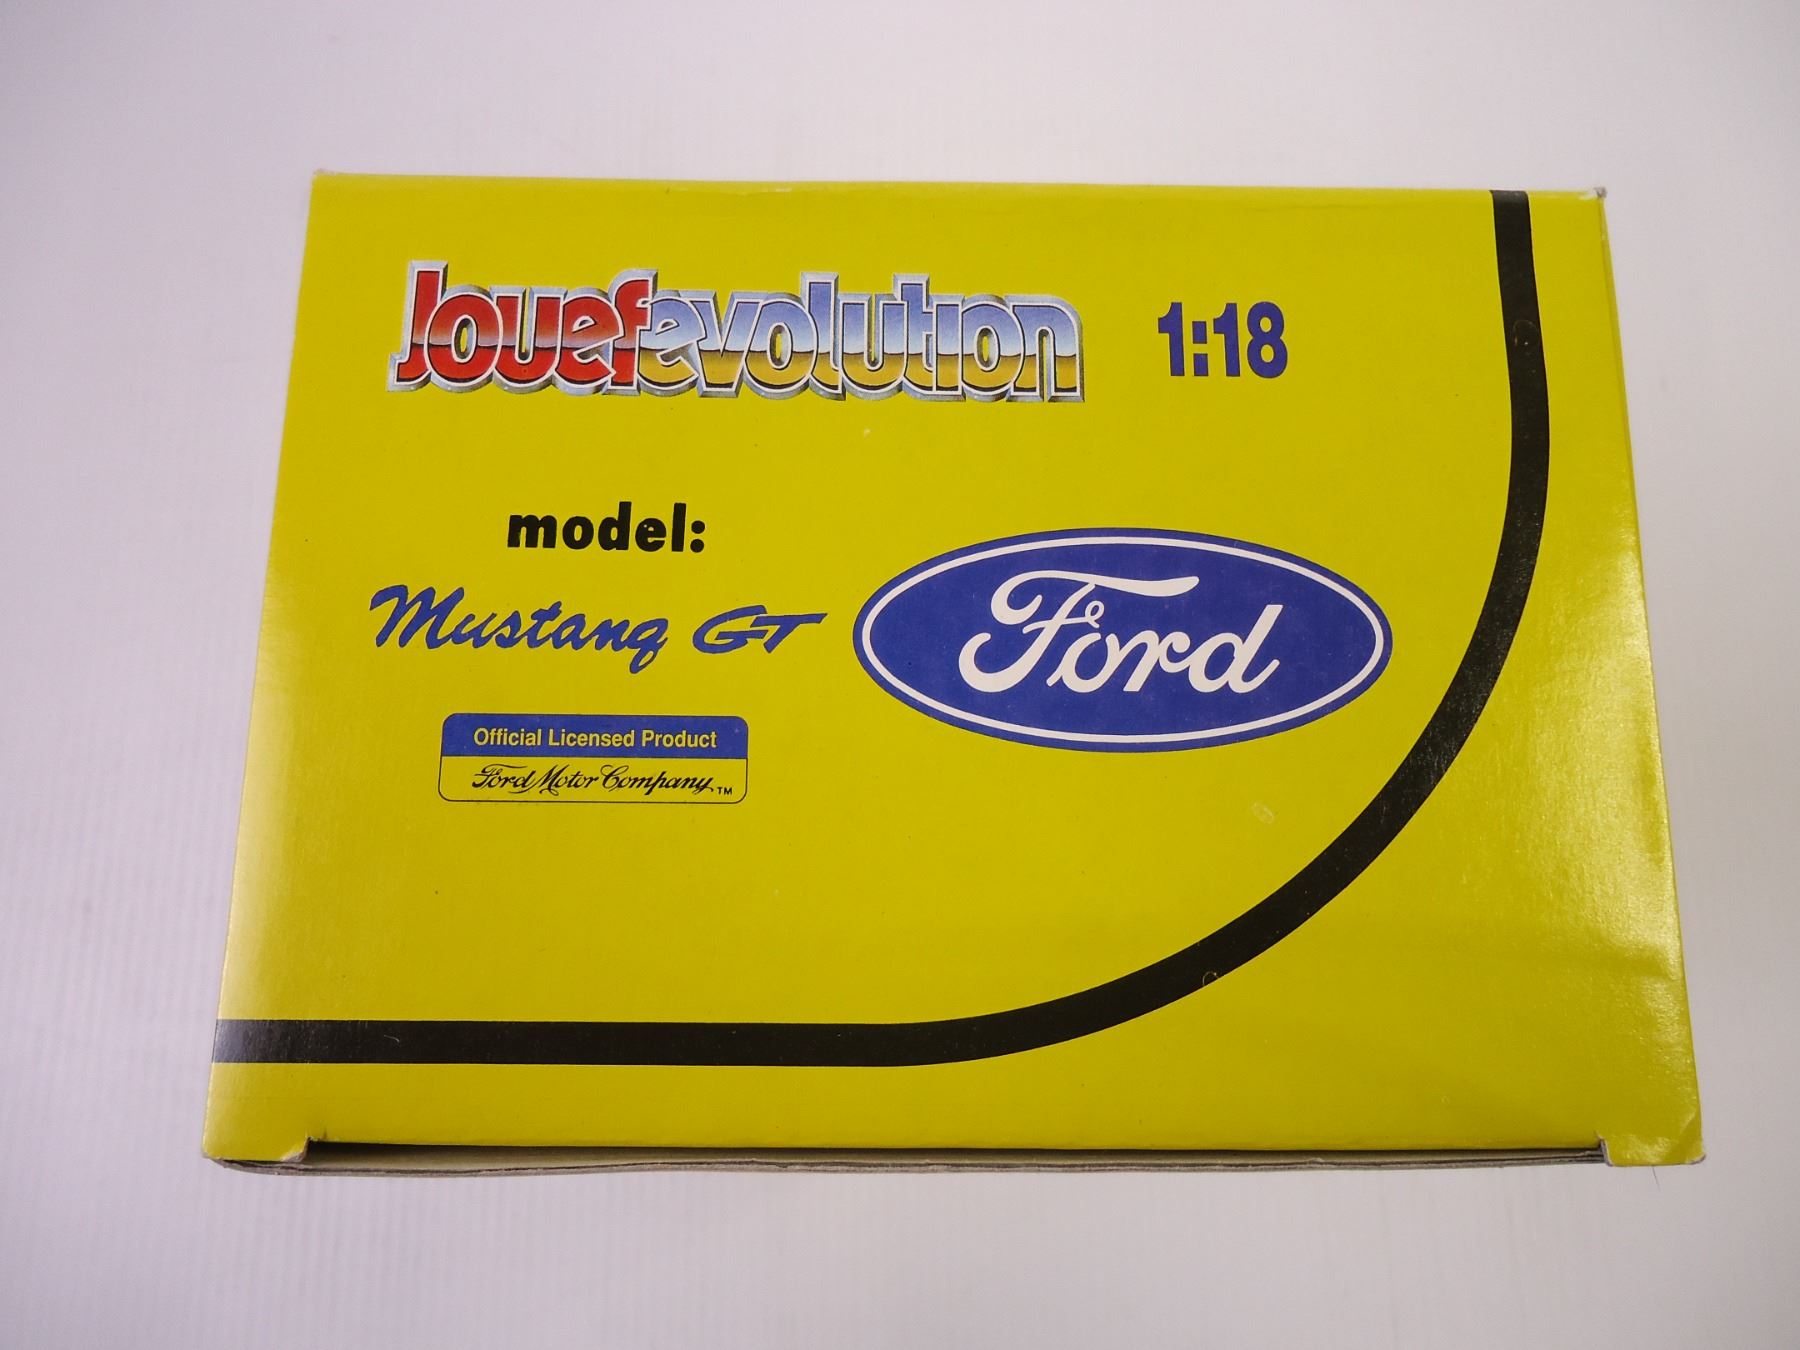 Jouefevolution 1:18
model:
Mustang GT
Ford
Official Licensed Product
Ford Motor Company TM